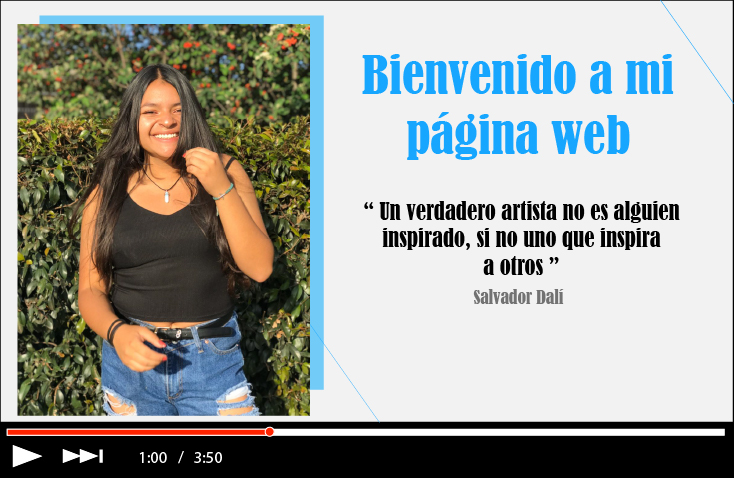 Bienvenido a mi
página web
“ Un verdadero artista no es alguien
inspirado, si no uno que inspira
a otros ”
Salvador Dalí
1:00 / 3:50